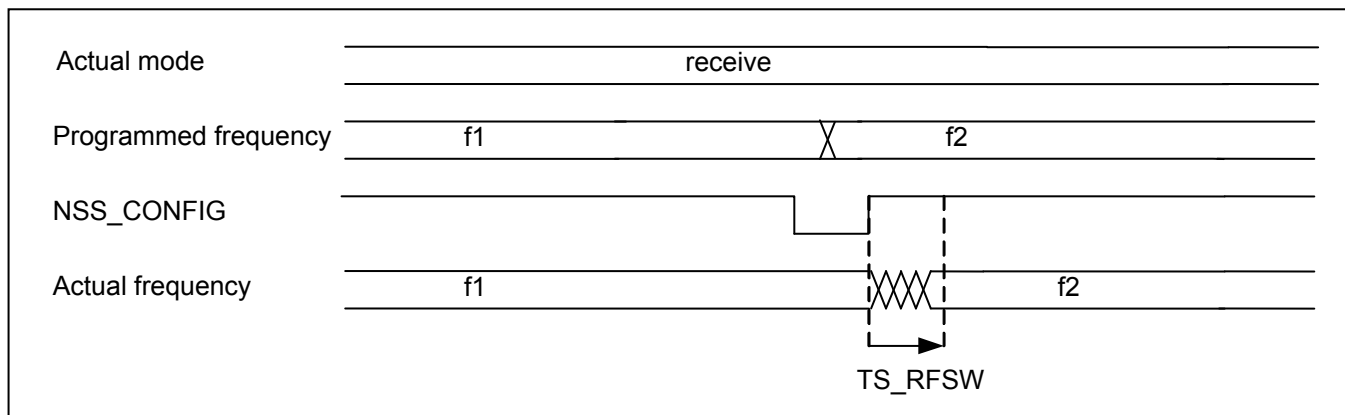 Actual mode
receive
Programmed frequency
f1
f2
NSS_CONFIG
Actual frequency
f1
f2
TS_RFSW